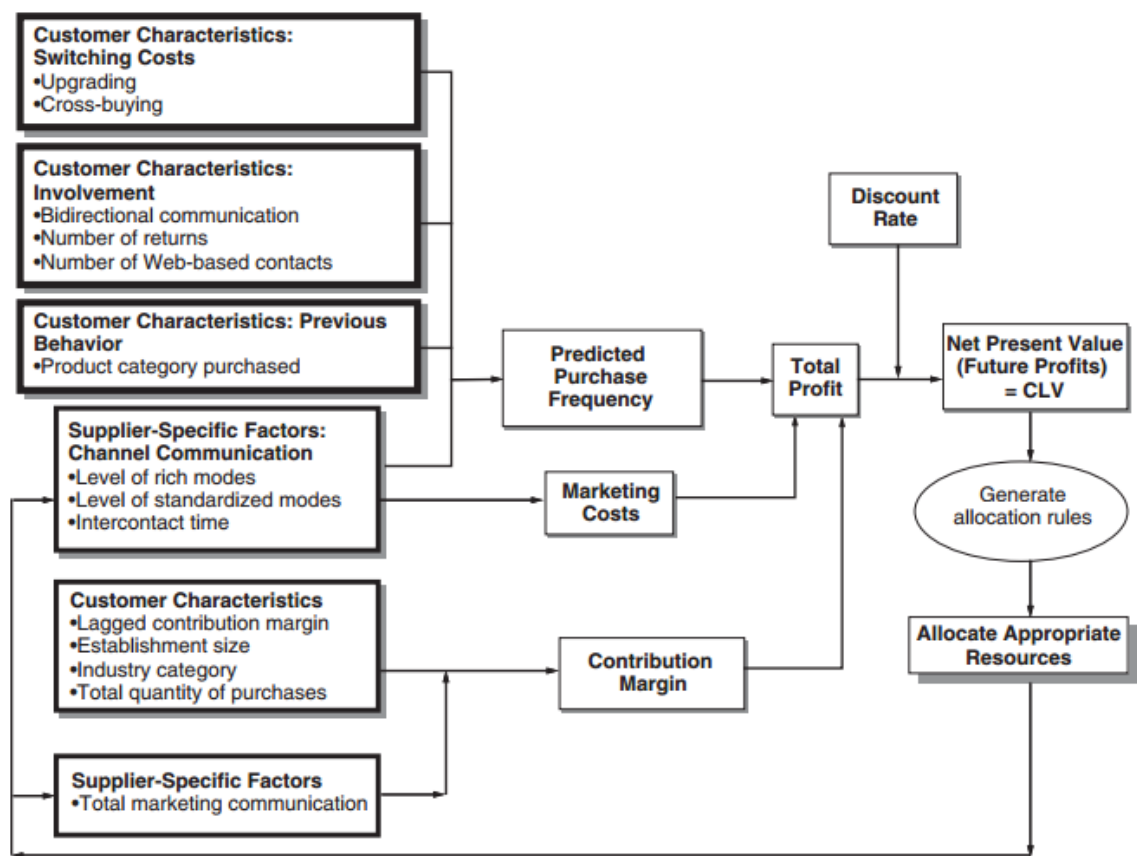 Customer Characteristics:
Switching Costs
•Upgrading
•Cross-buying
Customer Characteristics:
Involvement
•Bidirectional communication
•Number of returns
•Number of Web-based contacts
Customer Characteristics: Previous
Behavior
•Product category purchased
Supplier-Specific Factors:
Channel Communication
•Level of rich modes
•Level of standardized modes
•Intercontact time
Customer Characteristics
•Lagged contribution margin
•Establishment size
•Industry category
•Total quantity of purchases
Supplier-Specific Factors
•Total marketing communication
Predicted
Purchase
Frequency
Marketing
Costs
Contribution
Margin
Total
Profit
Discount
Rate
Net Present Value
(Future Profits)
= CLV
Generate
allocation rules
Allocate Appropriate
Resources